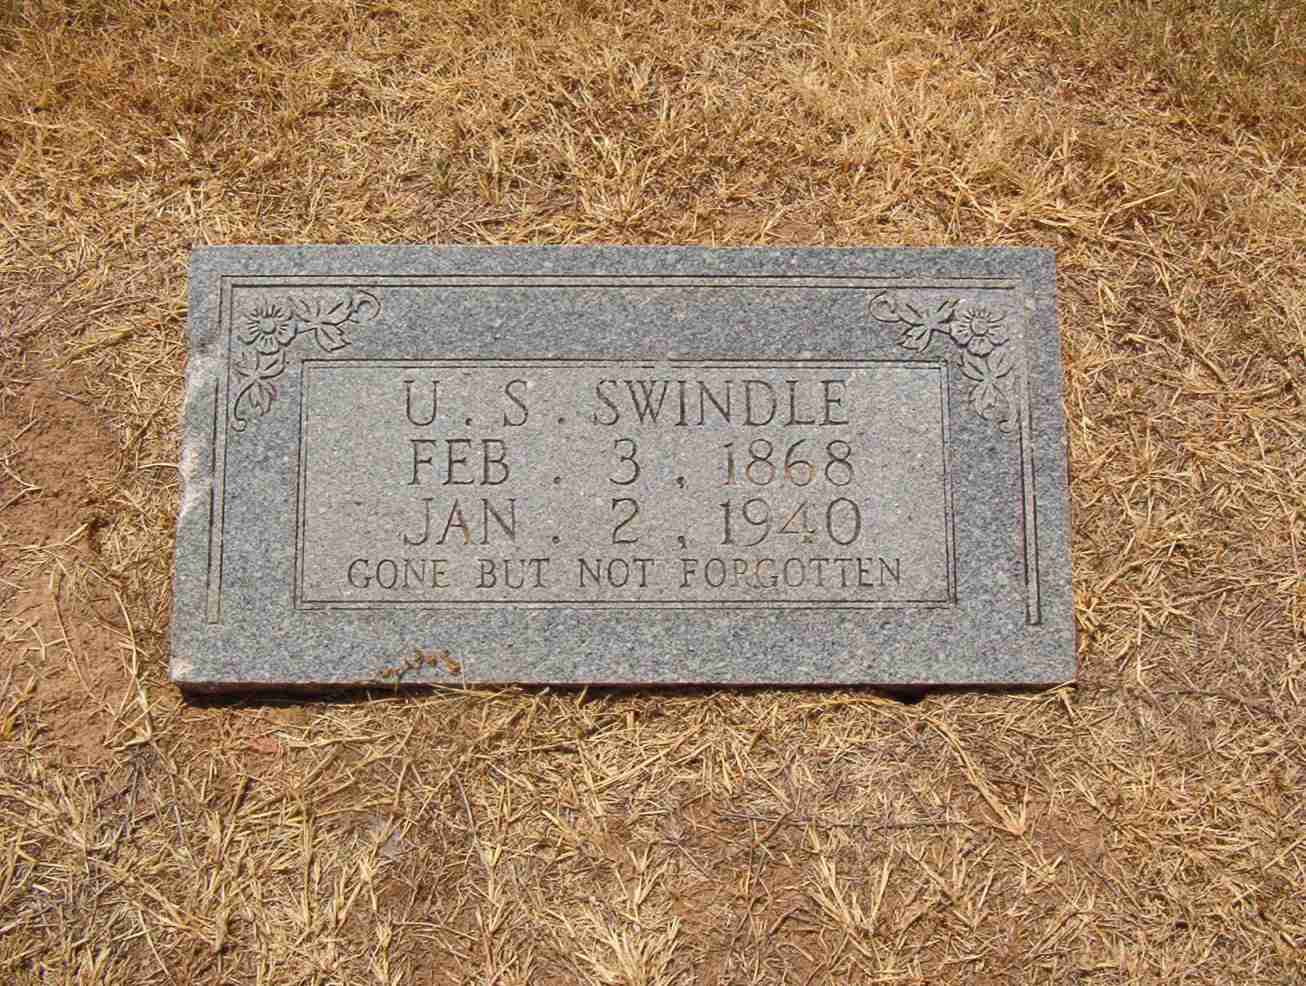 U. S. SWINDLE
FEB. 3, 1868
JAN. 2, 1940
GONE BUT NOT FORGOTTEN